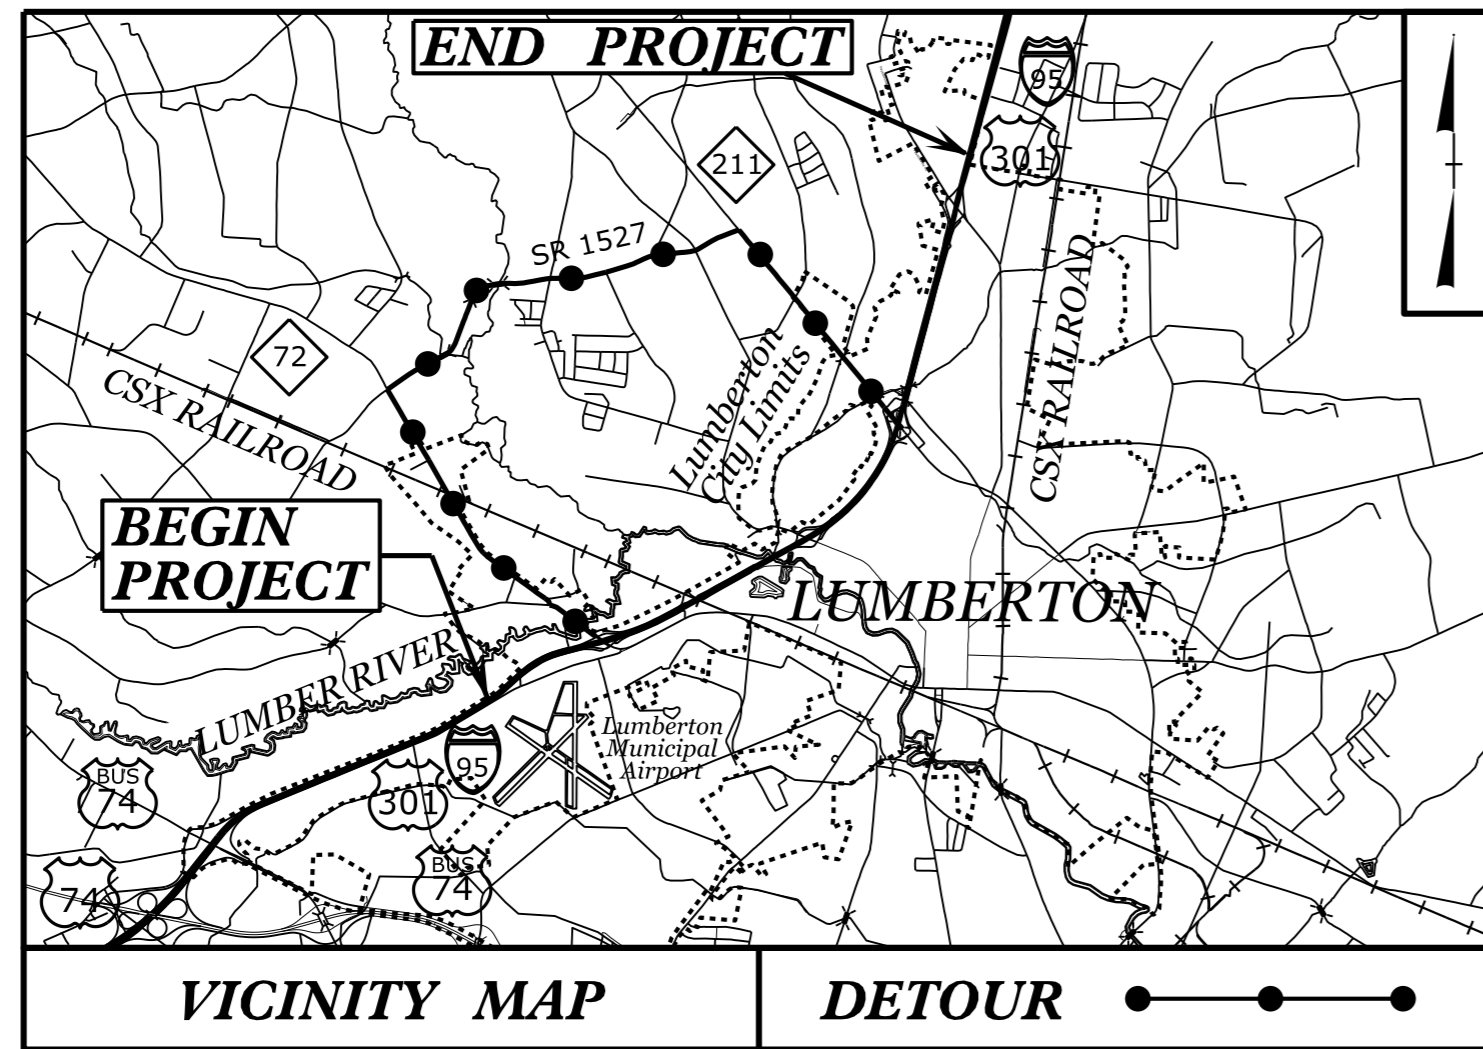 END PROJECT
95
301
211
SR 1527
72
CSX RAILROAD
CSX RAILROAD
Lumberton
City Limits
BEGIN
PROJECT
LUMBERTON
LUMBER RIVER
Lumberton
Municipal
Airport
95
301
BUS
74
BUS
74
74
VICINITY MAP
DETOUR